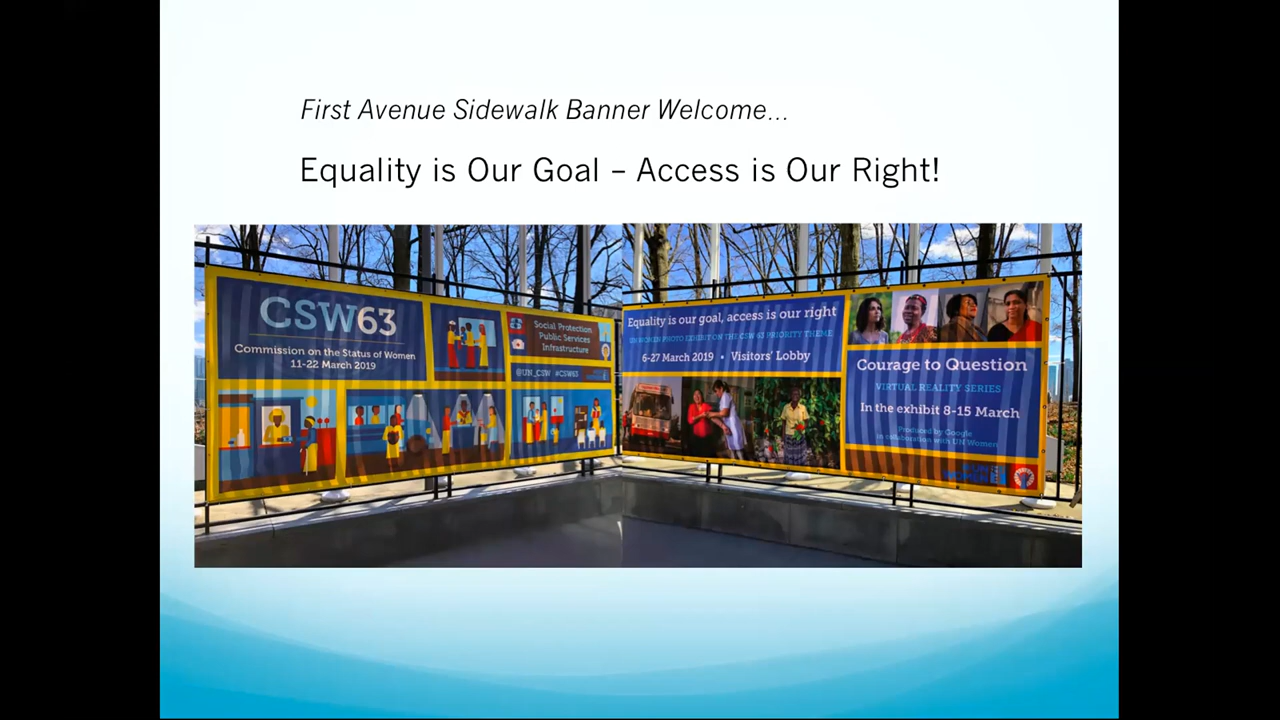 First Avenue Sidewalk Banner Welcome...
Equality is Our Goal – Access is Our Right!
CSW63
Commission on the Status of Women
11-22 March 2019
Social Protection
Public Services
Infrastructure
@UN_CSW #CSW63
Equality is our goal, access is our right
UN WOMEN PHOTO EXHIBIT ON THE CSW 63 PRIORITY THEME
6-27 March 2019 • Visitors' Lobby
Courage to Question
VIRTUAL REALITY SERIES
In the exhibit 8-15 March
Produced by Google
in collaboration with UN Women
UN
WOMEN